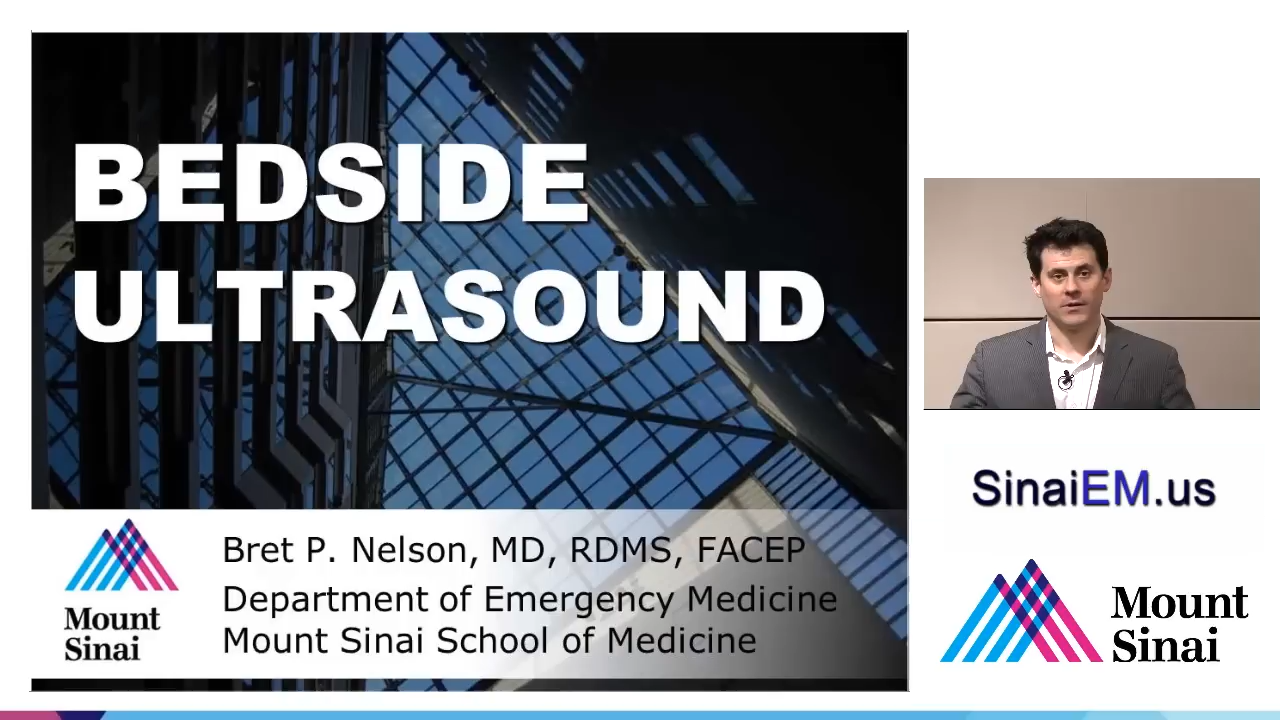 BEDSIDE
ULTRASOUND
Bret P. Nelson, MD, RDMS, FACEP
Department of Emergency Medicine
Mount Sinai School of Medicine
Mount
Sinai
SinaiEM.us
Mount
Sinai